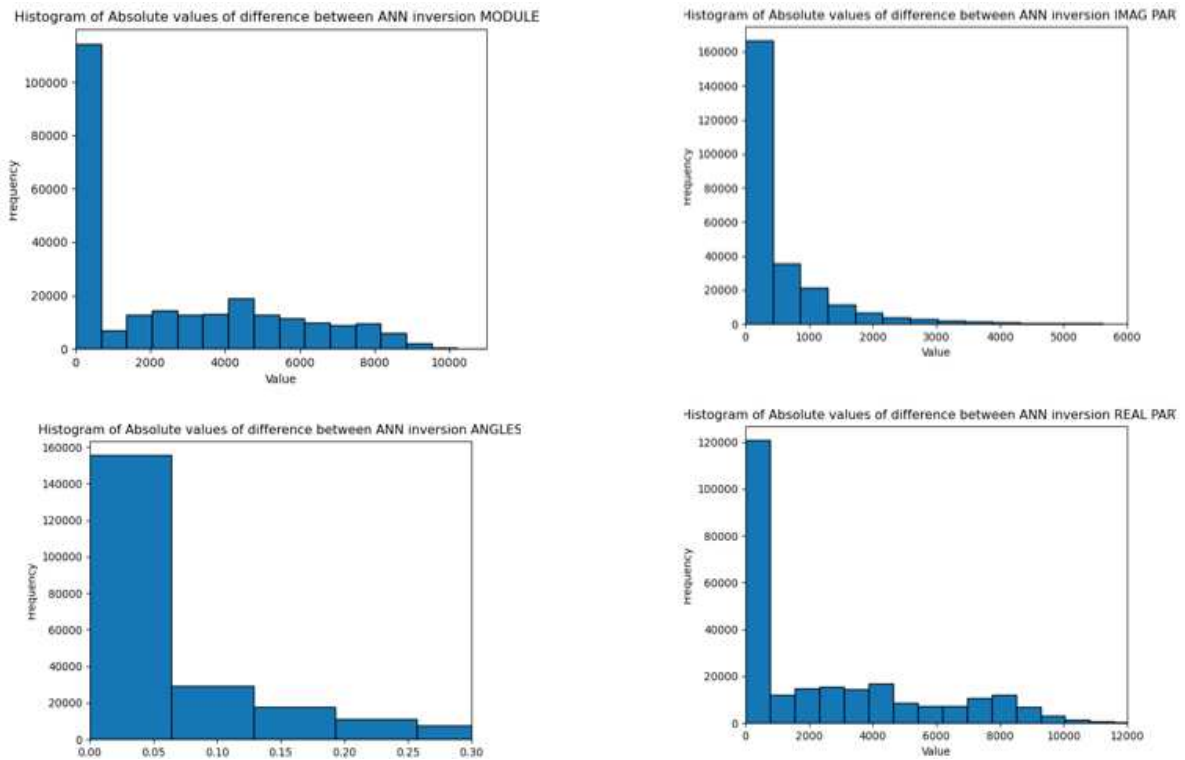 Histogram of Absolute values of difference between ANN inversion MODULE
Frequency
100000
80000
60000
40000
20000
0
0 2000 4000 6000 8000 10000
Value
Histogram of Absolute values of difference between ANN inversion IMAG PAR
Frequency
160000
140000
120000
100000
80000
60000
40000
20000
0
0 1000 2000 3000 4000 5000 6000
Value
Histogram of Absolute values of difference between ANN inversion ANGLES
Frequency
160000
140000
120000
100000
80000
60000
40000
20000
0
0.00 0.05 0.10 0.15 0.20 0.25 0.30
Histogram of Absolute values of difference between ANN inversion REAL PAR
Frequency
120000
100000
80000
60000
40000
20000
0
0 2000 4000 6000 8000 10000 12000
Value